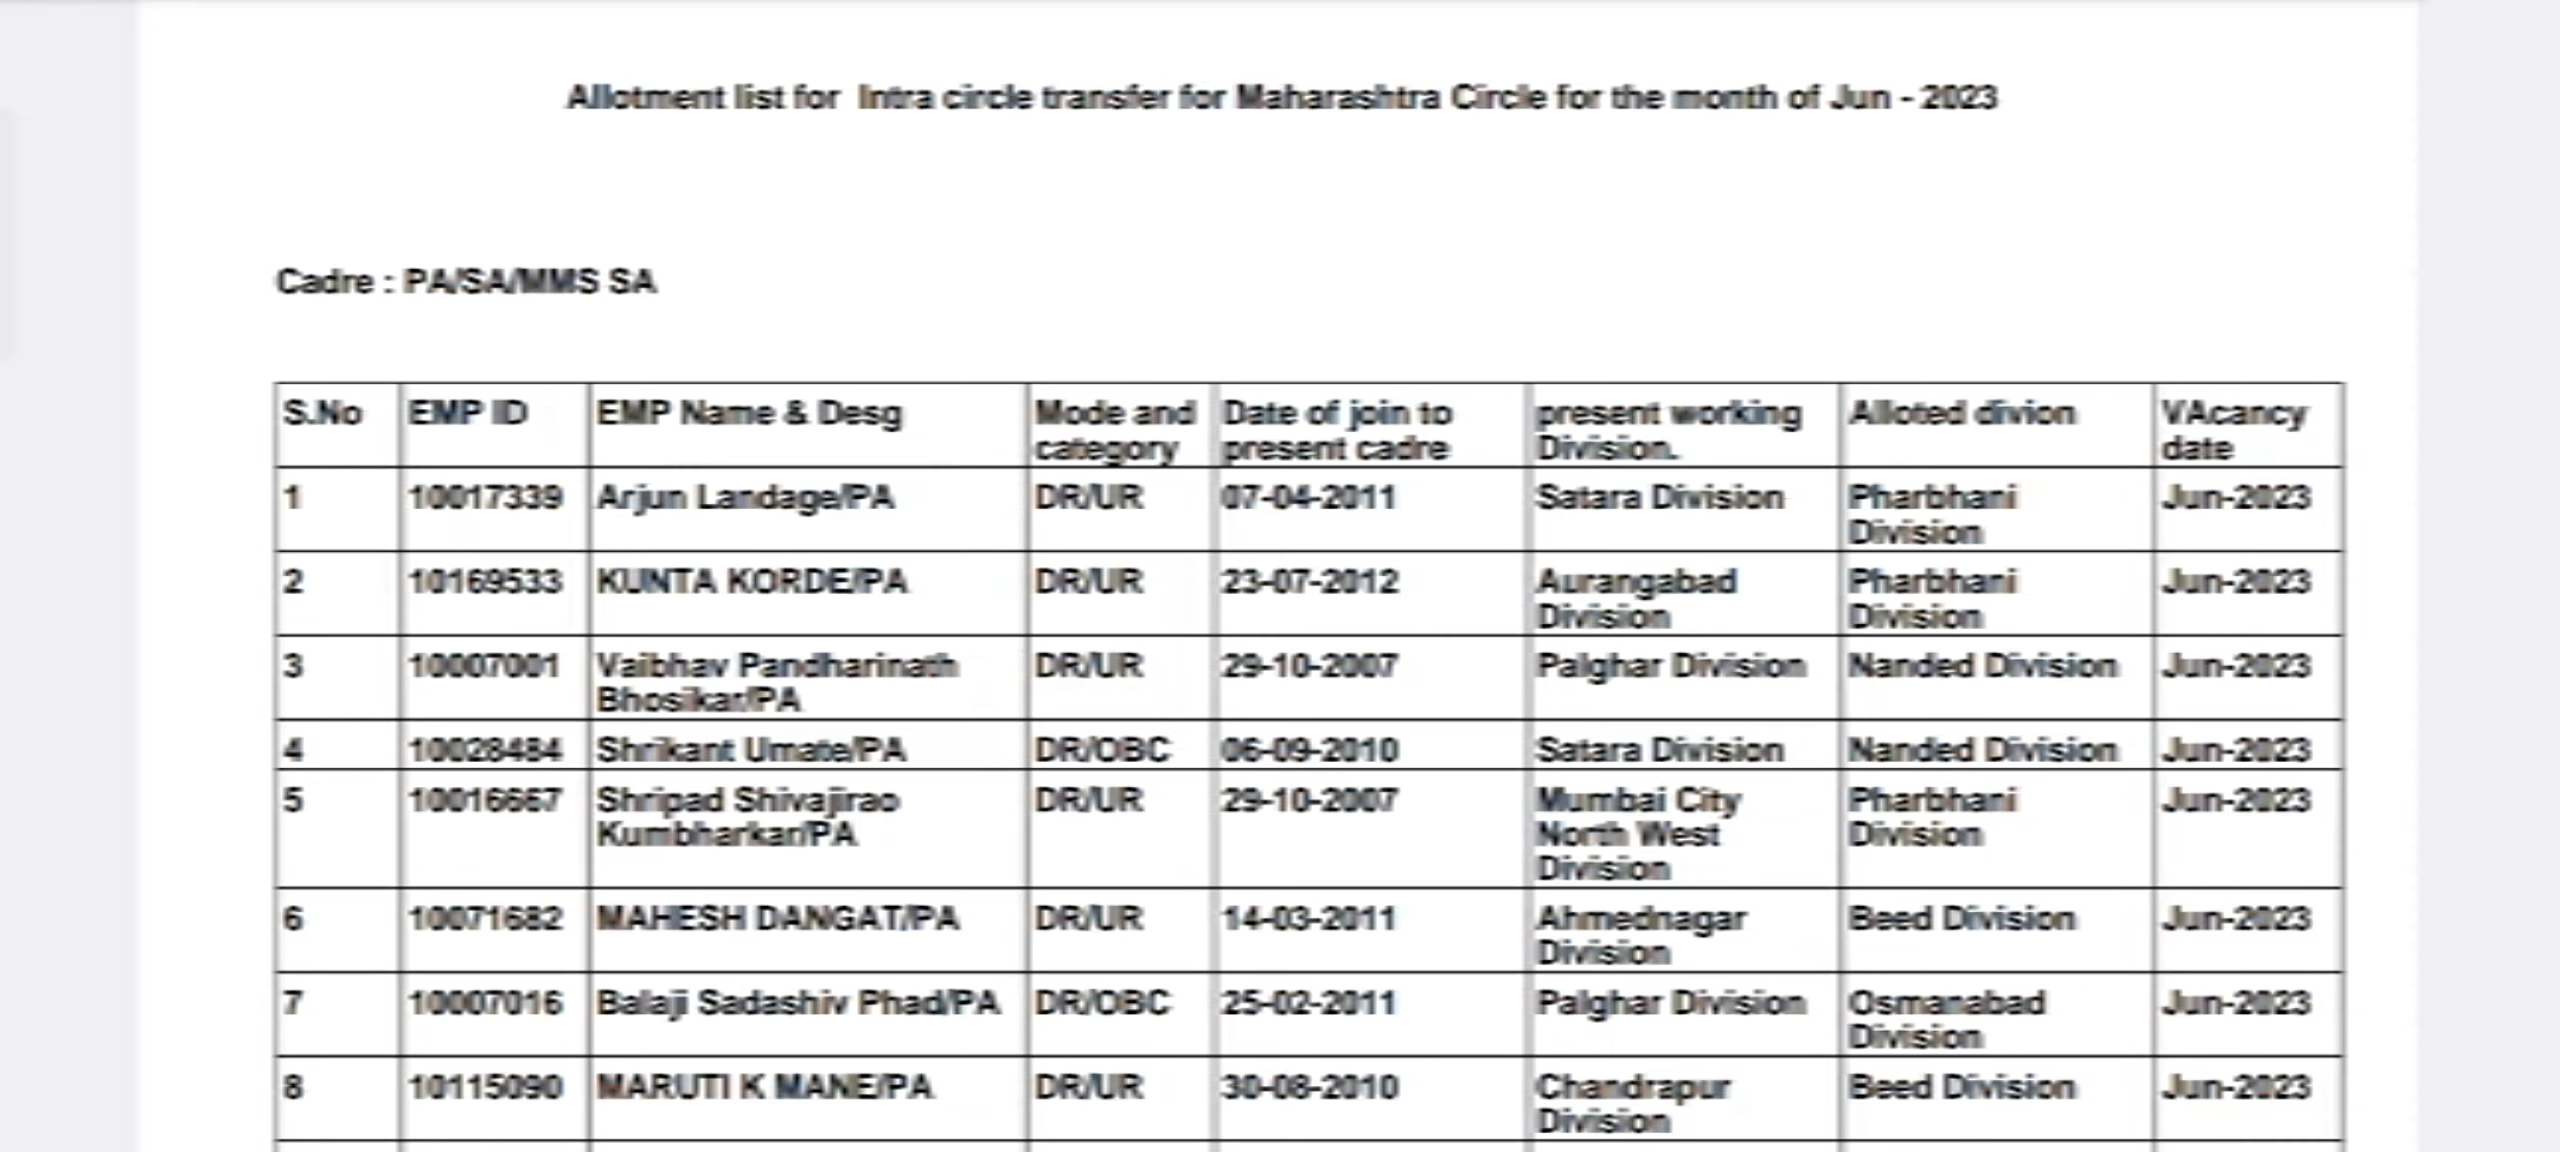 Allotment list for Intra circle transfer for Maharashtra Circle for the month of Jun - 2023
Cadre : PA/SA/MMS SA
S.No EMP ID EMP Name & Desg Mode and category Date of join to present cadre present working Division. Alloted divion VAcancy date
1 10017339 Arjun Landage/PA DR/UR 07-04-2011 Satara Division Pharbhani Division Jun-2023
2 10169533 KUNTA KORDE/PA DR/UR 23-07-2012 Aurangabad Division Pharbhani Division Jun-2023
3 10007001 Vaibhav Pandharinath Bhosikar/PA DR/UR 29-10-2007 Palghar Division Nanded Division Jun-2023
4 10028484 Shrikant Umate/PA DR/OBC 06-09-2010 Satara Division Nanded Division Jun-2023
5 10016667 Shripad Shivajirao Kumbharkar/PA DR/UR 29-10-2007 Mumbai City North West Division Pharbhani Division Jun-2023
6 10071682 MAHESH DANGAT/PA DR/UR 14-03-2011 Ahmednagar Division Beed Division Jun-2023
7 10007016 Balaji Sadashiv Phad/PA DR/OBC 25-02-2011 Palghar Division Osmanabad Division Jun-2023
8 10115090 MARUTI K MANE/PA DR/UR 30-08-2010 Chandrapur Division Beed Division Jun-2023